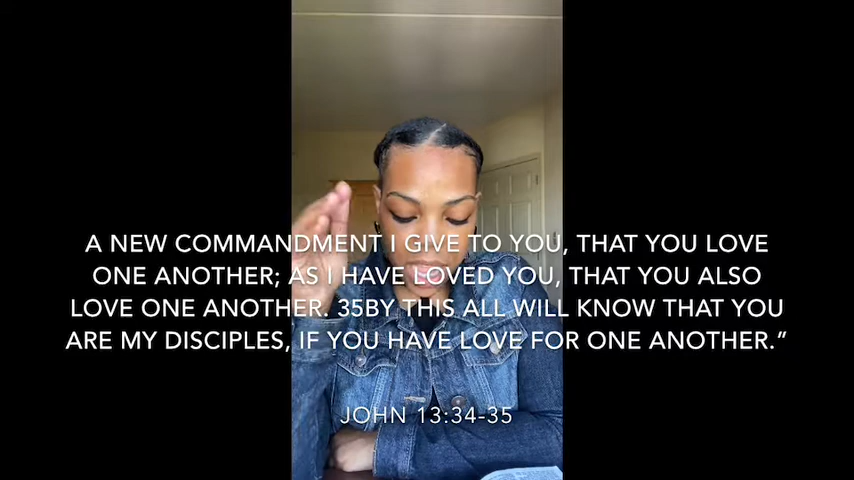 A NEW COMMANDMENT I GIVE TO YOU, THAT YOU LOVE
ONE ANOTHER; AS I HAVE LOVED YOU, THAT YOU ALSO
LOVE ONE ANOTHER. 35BY THIS ALL WILL KNOW THAT YOU
ARE MY DISCIPLES, IF YOU HAVE LOVE FOR ONE ANOTHER.”
JOHN 13:34-35